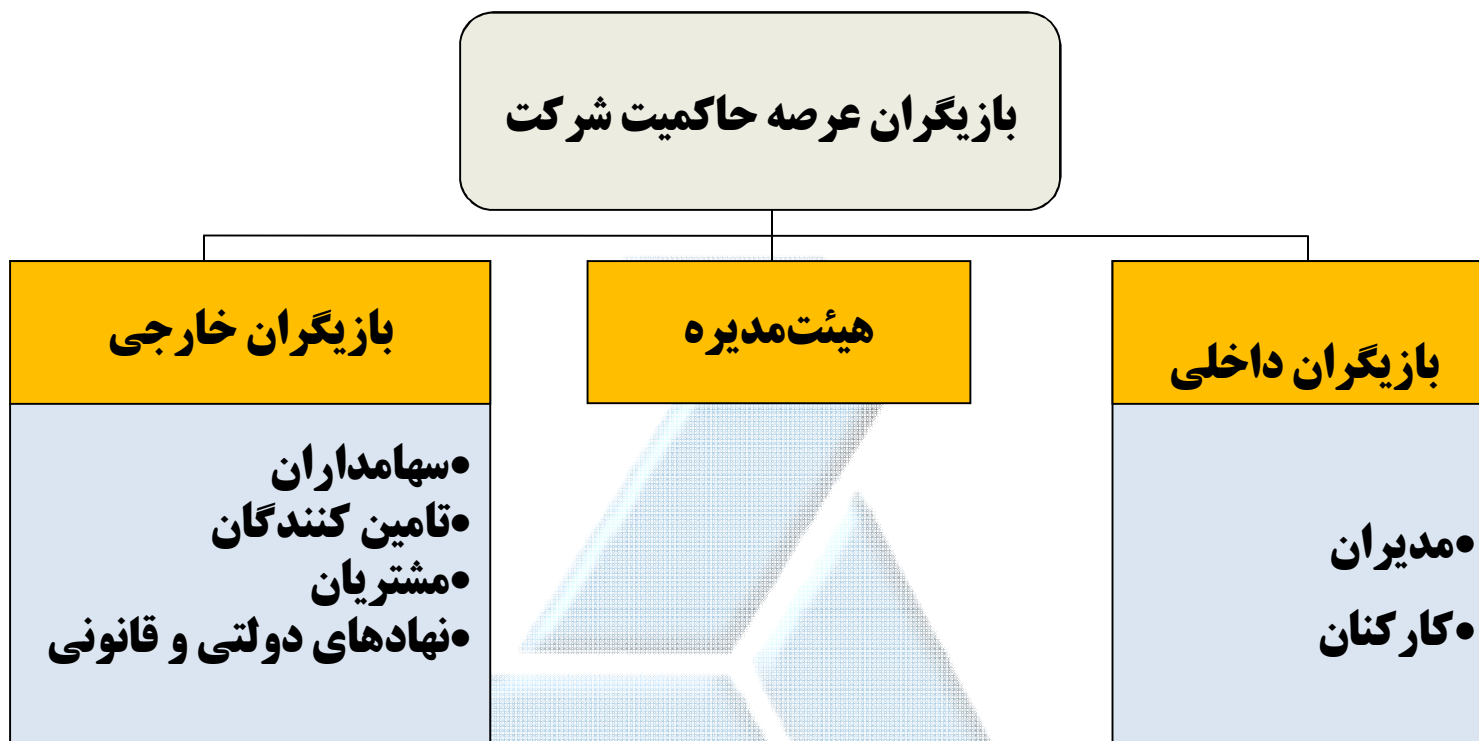 بازیگران عرصه حاکمیت شرکت
بازیگران داخلی
•مدیران
•کارکنان
هیئت‌مدیره
بازیگران خارجی
•سهامداران
•تامین کنندگان
•مشتریان
•نهادهای دولتی و قانونی